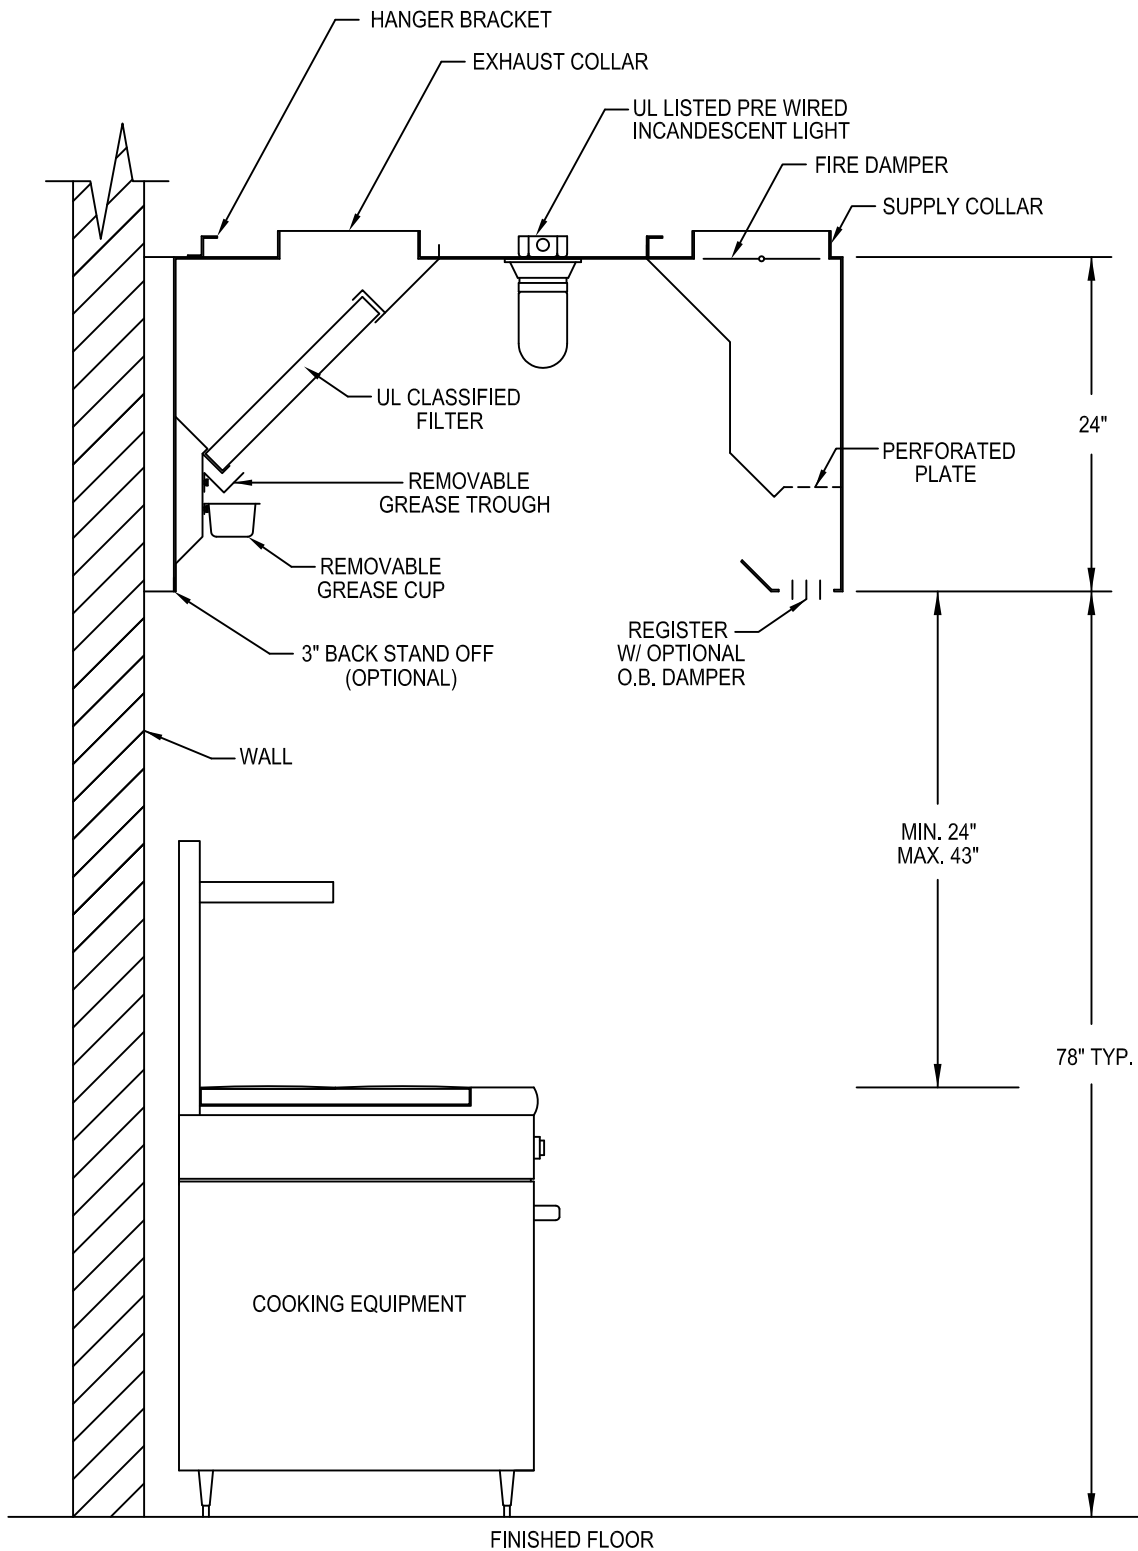 HANGER BRACKET
EXHAUST COLLAR
UL LISTED PRE WIRED
INCANDESCENT LIGHT
FIRE DAMPER
SUPPLY COLLAR
UL CLASSIFIED
FILTER
24"
PERFORATED
PLATE
REMOVABLE
GREASE TROUGH
REMOVABLE
GREASE CUP
REGISTER
W/ OPTIONAL
O.B. DAMPER
3" BACK STAND OFF
(OPTIONAL)
WALL
MIN. 24"
MAX. 43"
78" TYP.
COOKING EQUIPMENT
FINISHED FLOOR